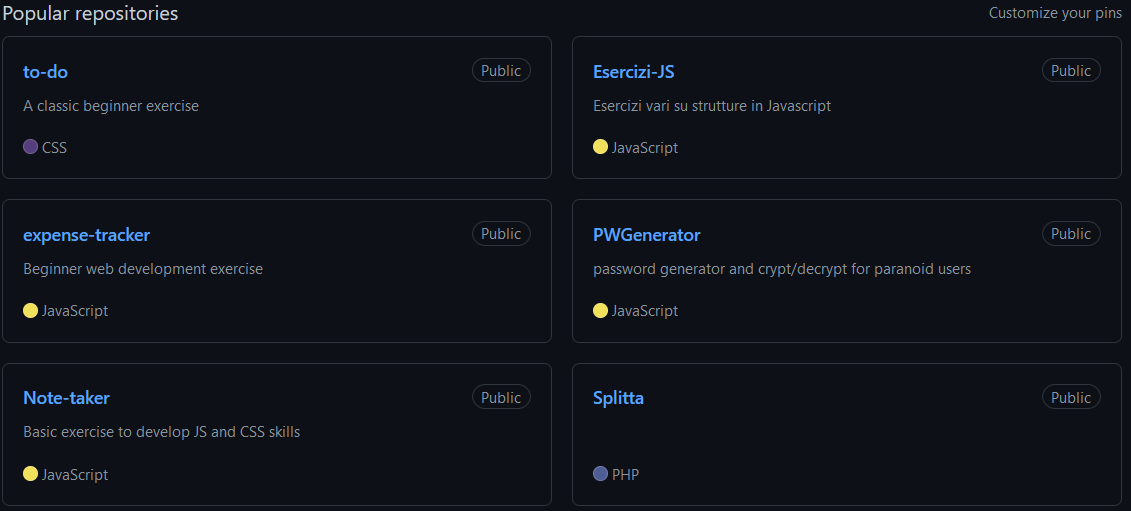 Popular repositories
Customize your pins
to-do
Public
A classic beginner exercise
CSS
Esercizi-JS
Public
Esercizi vari su strutture in Javascript
JavaScript
expense-tracker
Public
Beginner web development exercise
JavaScript
PWGenerator
Public
password generator and crypt/decrypt for paranoid users
JavaScript
Note-taker
Public
Basic exercise to develop JS and CSS skills
JavaScript
Splitta
Public
PHP